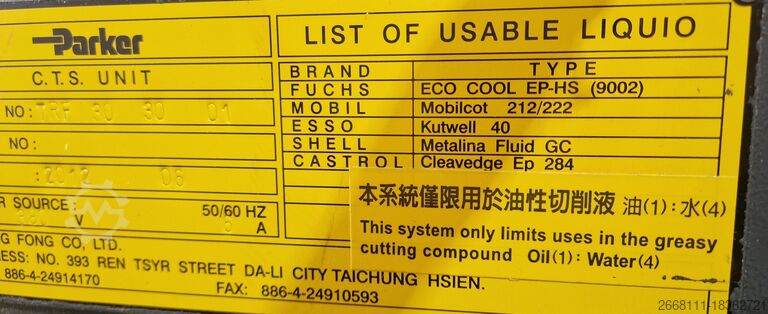 Parker
C.T.S. UNIT
NO: TRF 30 30 01
NO:
: 2012 06
R SOURCE:
V 50/60 HZ
A
G FONG CO., LTD.
RESS: NO. 393 REN TSYR STREET DA-LI CITY TAICHUNG HSIEN.
886-4-24914170 FAX: 886-4-24910593
LIST OF USABLE LIQUIO
BRAND TYPE
FUCHS ECO COOL EP-HS (9002)
MOBIL Mobilcot 212/222
ESSO Kutwell 40
SHELL Metalina Fluid GC
CASTROL Cleavedge Ep 284
本系統僅限用於油性切削液 油(1):水(4)
This system only limits uses in the greasy
cutting compound Oil(1): Water(4)
2668111-18362721